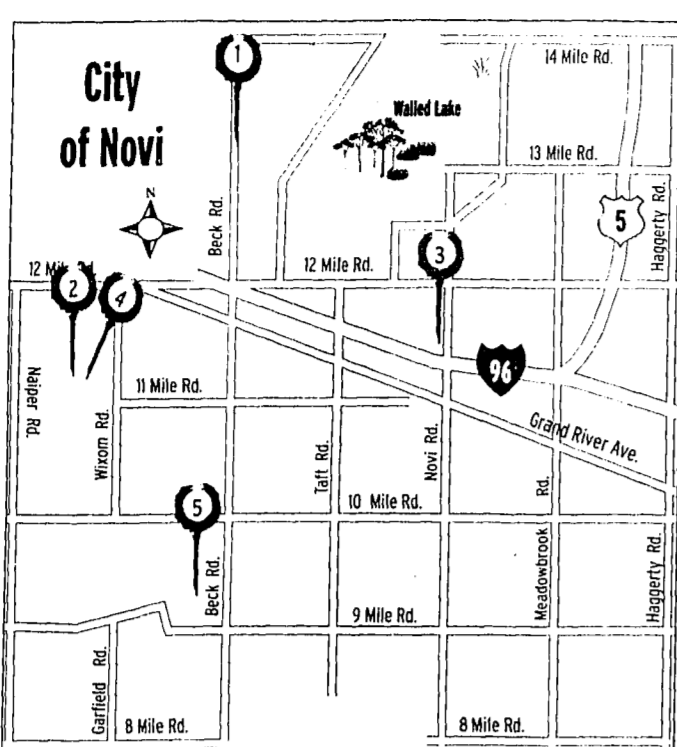 City
of Novi
N
1
14 Mile Rd.
Walled Lake
13 Mile Rd.
5
Haggerty Rd.
Beck Rd.
3
12 Mile Rd.
12 Mile Rd.
2
4
96
11 Mile Rd.
Naiper Rd.
Wixom Rd.
Taft Rd.
Novi Rd.
Grand River Ave.
5
10 Mile Rd.
Meadowbrook Rd.
Haggerty Rd.
Beck Rd.
9 Mile Rd.
Garfield Rd.
8 Mile Rd.
8 Mile Rd.